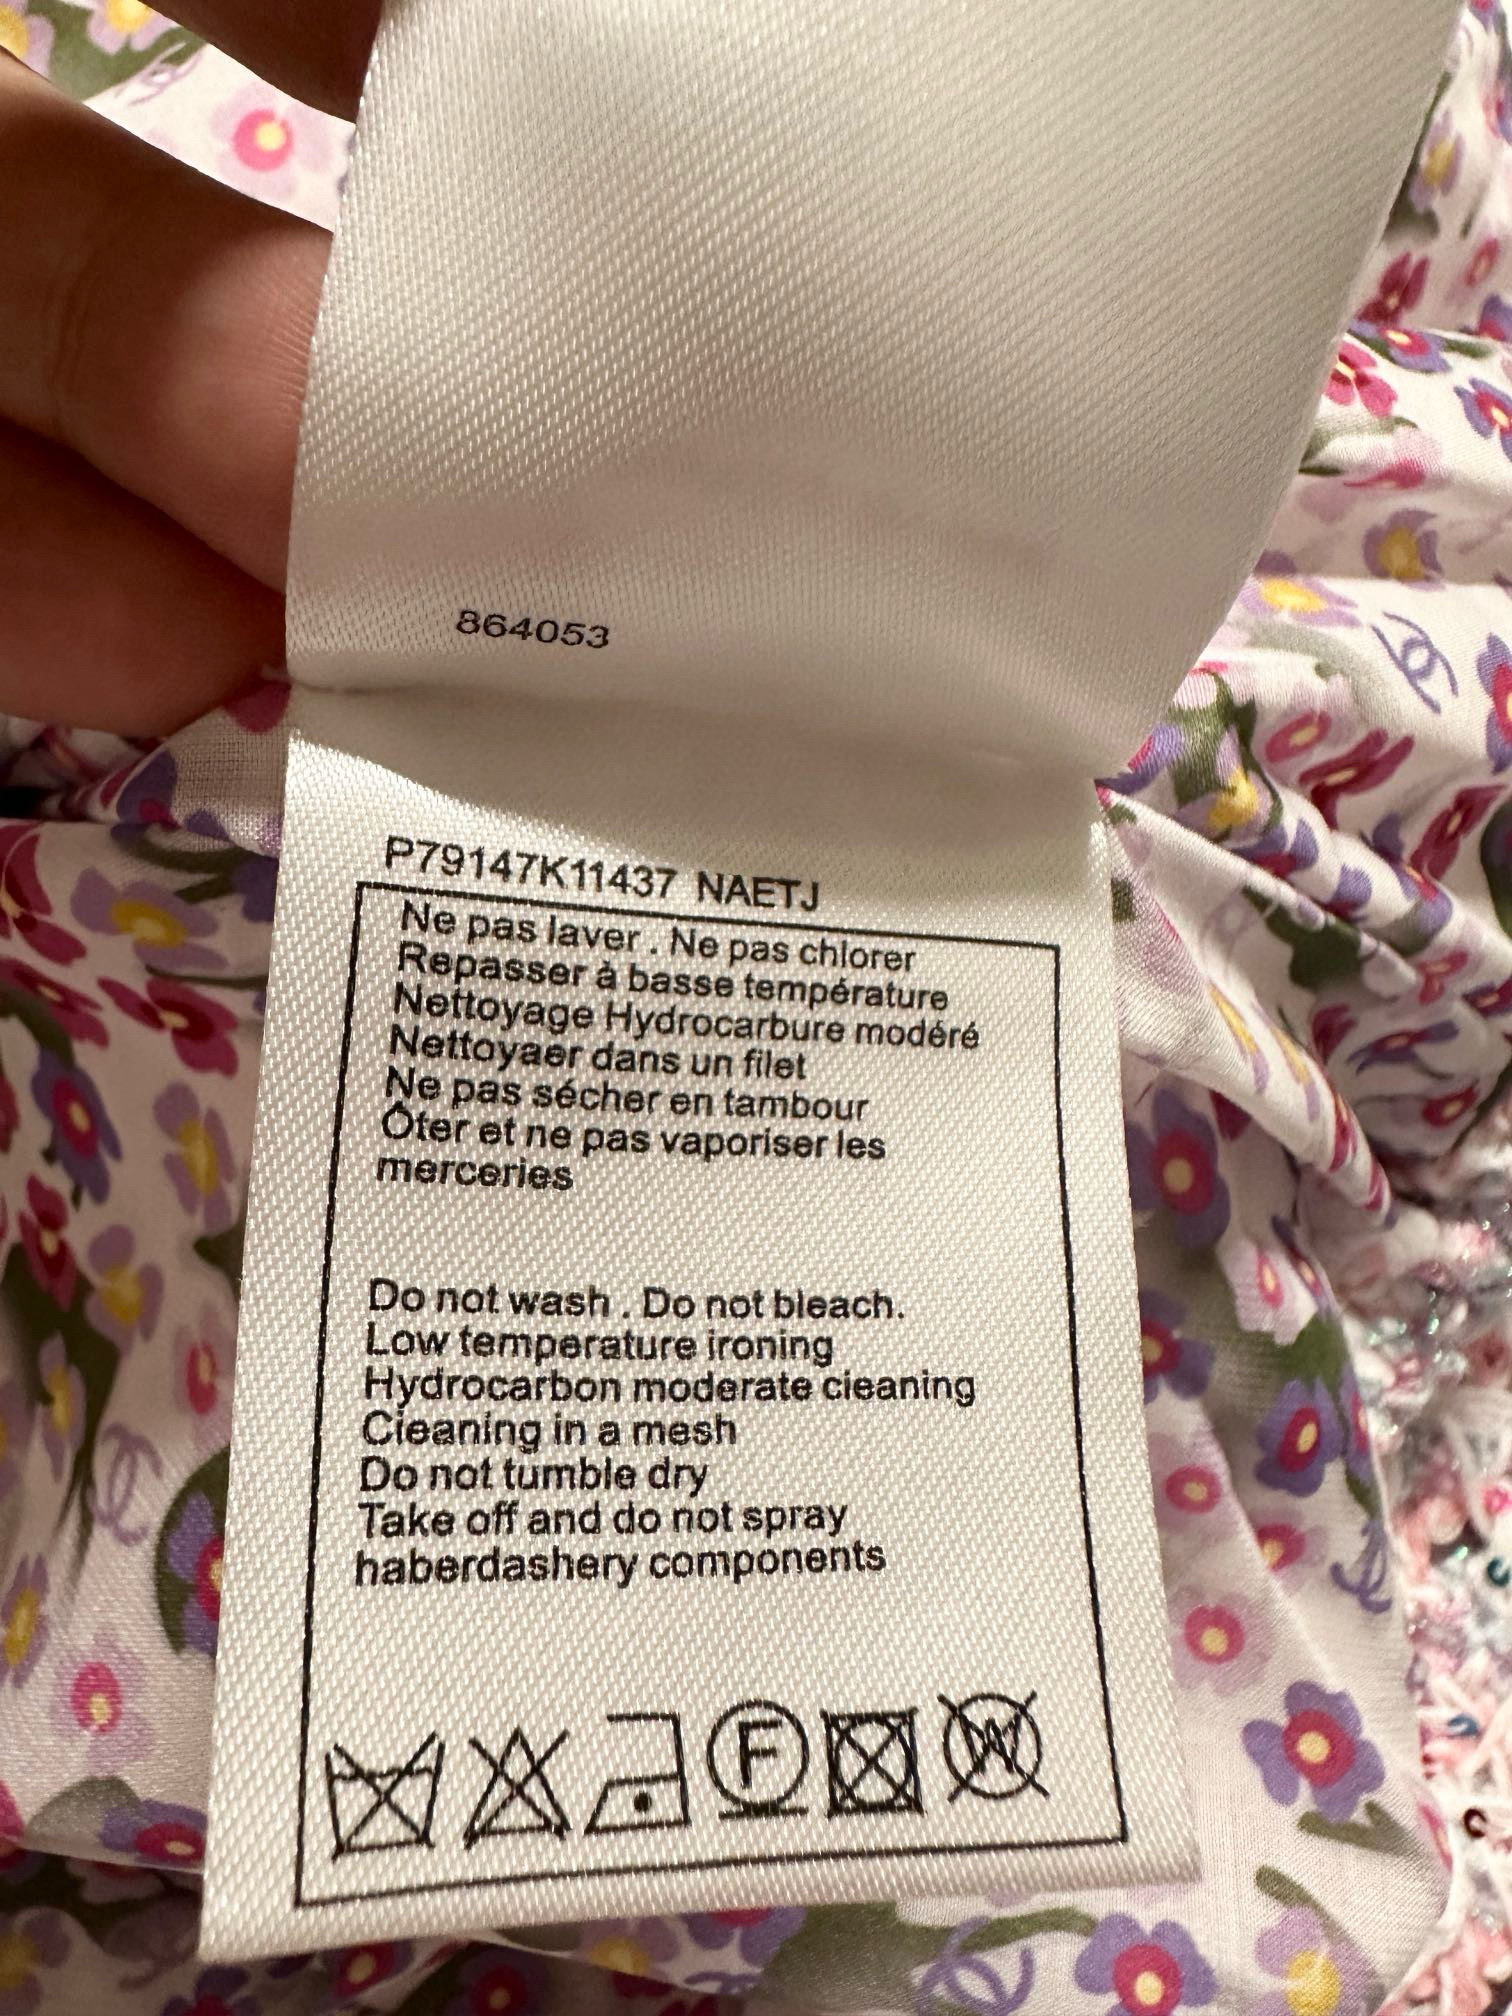 864053
P79147K11437 NAETJ
Ne pas laver . Ne pas chlorer
Repasser à basse température
Nettoyage Hydrocarbure modéré
Nettoyaer dans un filet
Ne pas sécher en tambour
Ôter et ne pas vaporiser les
merceries
Do not wash . Do not bleach.
Low temperature ironing
Hydrocarbon moderate cleaning
Cleaning in a mesh
Do not tumble dry
Take off and do not spray
haberdashery components
F W